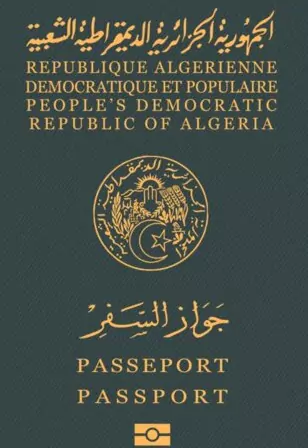 الجمهورية الجزائرية الديمقراطية الشعبية
REPUBLIQUE ALGERIENNE
DEMOCRATIQUE ET POPULAIRE
PEOPLE'S DEMOCRATIC
REPUBLIC OF ALGERIA
الجمهورية الجزائرية الديمقراطية الشعبية
جواز السفر
PASSEPORT
PASSPORT